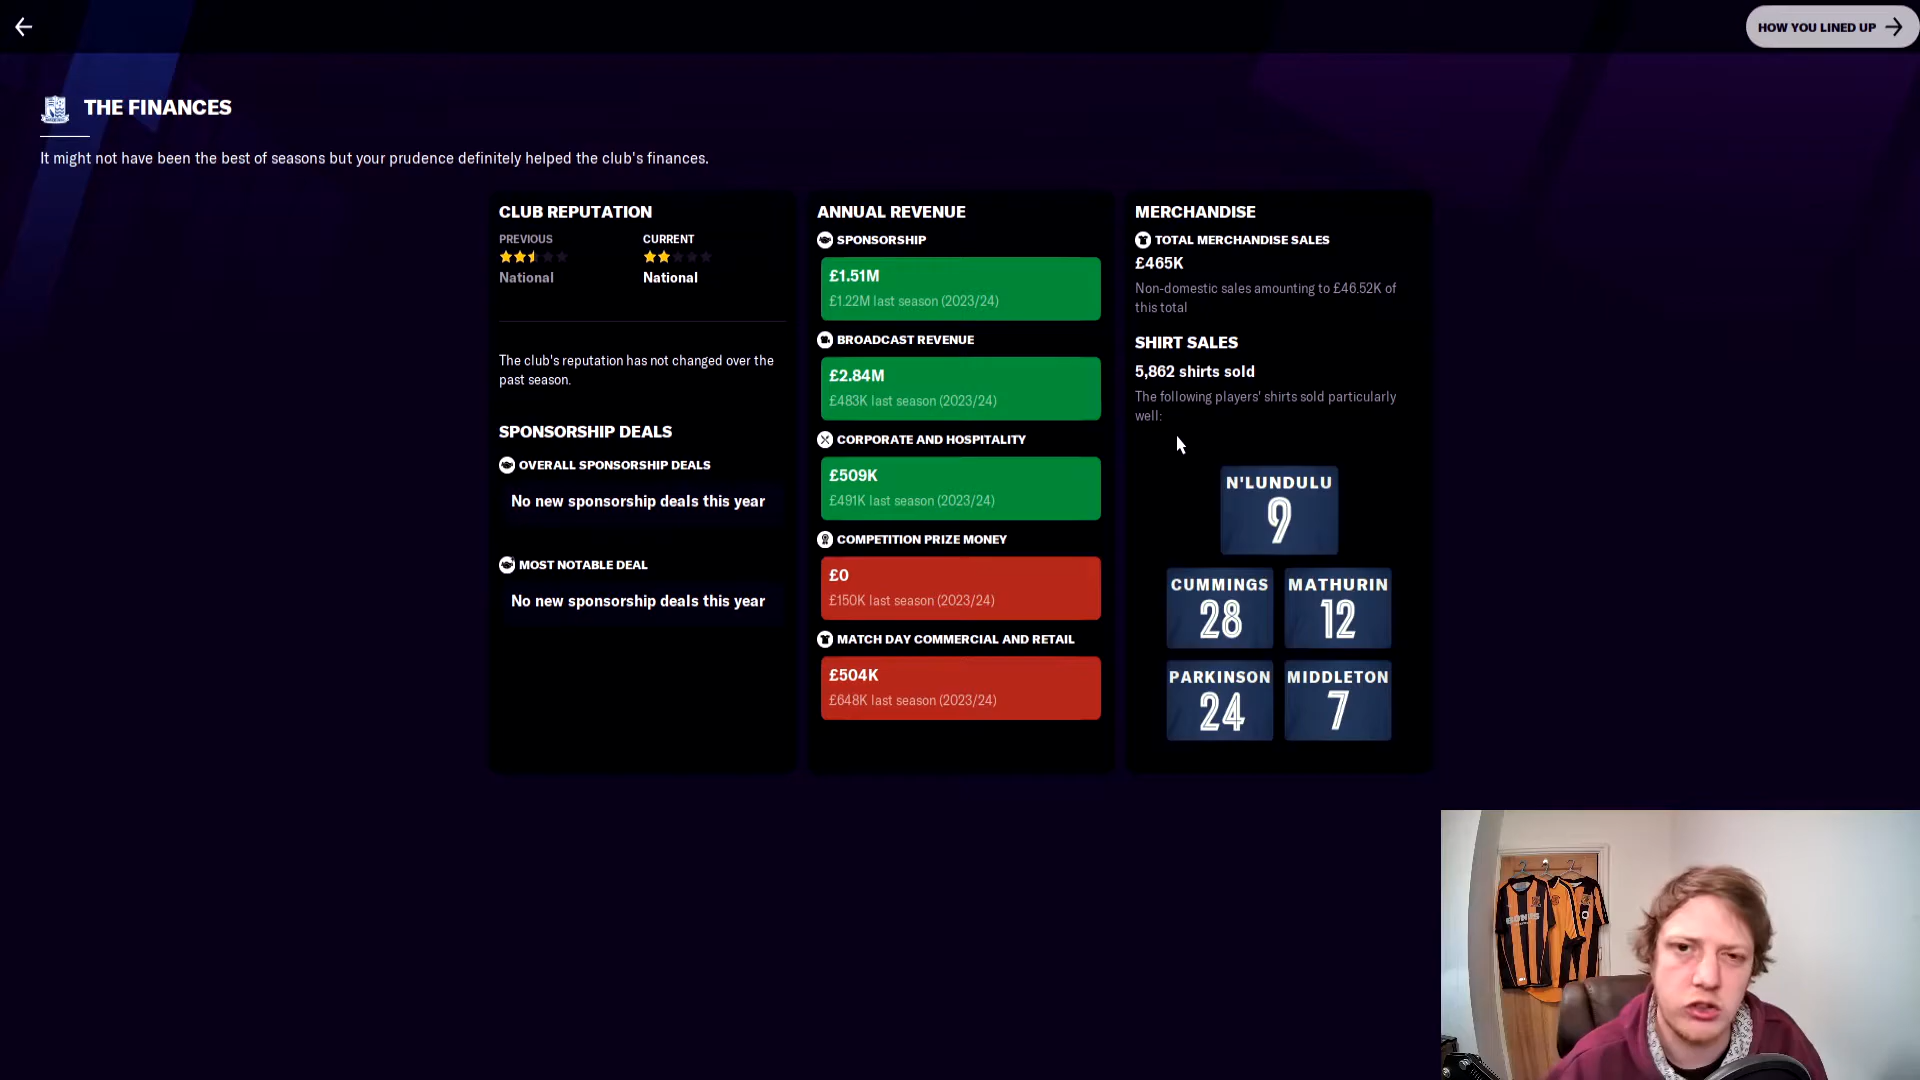 HOW YOU LINED UP
THE FINANCES
It might not have been the best of seasons but your prudence definitely helped the club's finances.
CLUB REPUTATION
PREVIOUS
CURRENT
National
National
The club's reputation has not changed over the
past season.
SPONSORSHIP DEALS
OVERALL SPONSORSHIP DEALS
No new sponsorship deals this year
MOST NOTABLE DEAL
No new sponsorship deals this year
ANNUAL REVENUE
SPONSORSHIP
£1.51M
£1.22M last season (2023/24)
BROADCAST REVENUE
£2.84M
£483K last season (2023/24)
CORPORATE AND HOSPITALITY
£509K
£491K last season (2023/24)
COMPETITION PRIZE MONEY
£0
£150K last season (2023/24)
MATCH DAY COMMERCIAL AND RETAIL
£504K
£648K last season (2023/24)
MERCHANDISE
TOTAL MERCHANDISE SALES
£465K
Non-domestic sales amounting to £46.52K of
this total
SHIRT SALES
5,862 shirts sold
The following players' shirts sold particularly
well:
N'LUNDULU
9
CUMMINGS
28
MATHURIN
12
PARKINSON
24
MIDDLETON
7